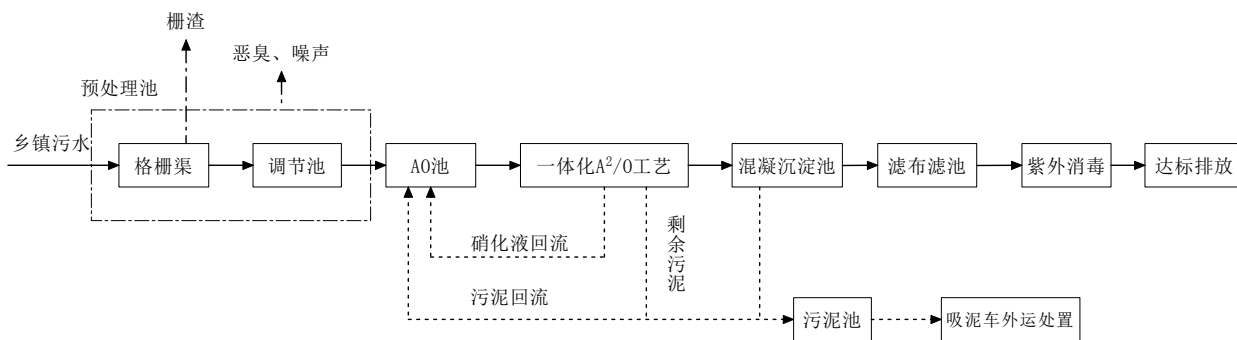 栅渣
恶臭、噪声
预处理池
乡镇污水
格栅渠
调节池
AO池
一体化A²/O工艺
混凝沉淀池
滤布滤池
紫外消毒
达标排放
硝化液回流
剩余污泥
污泥回流
污泥池
吸泥车外运处置